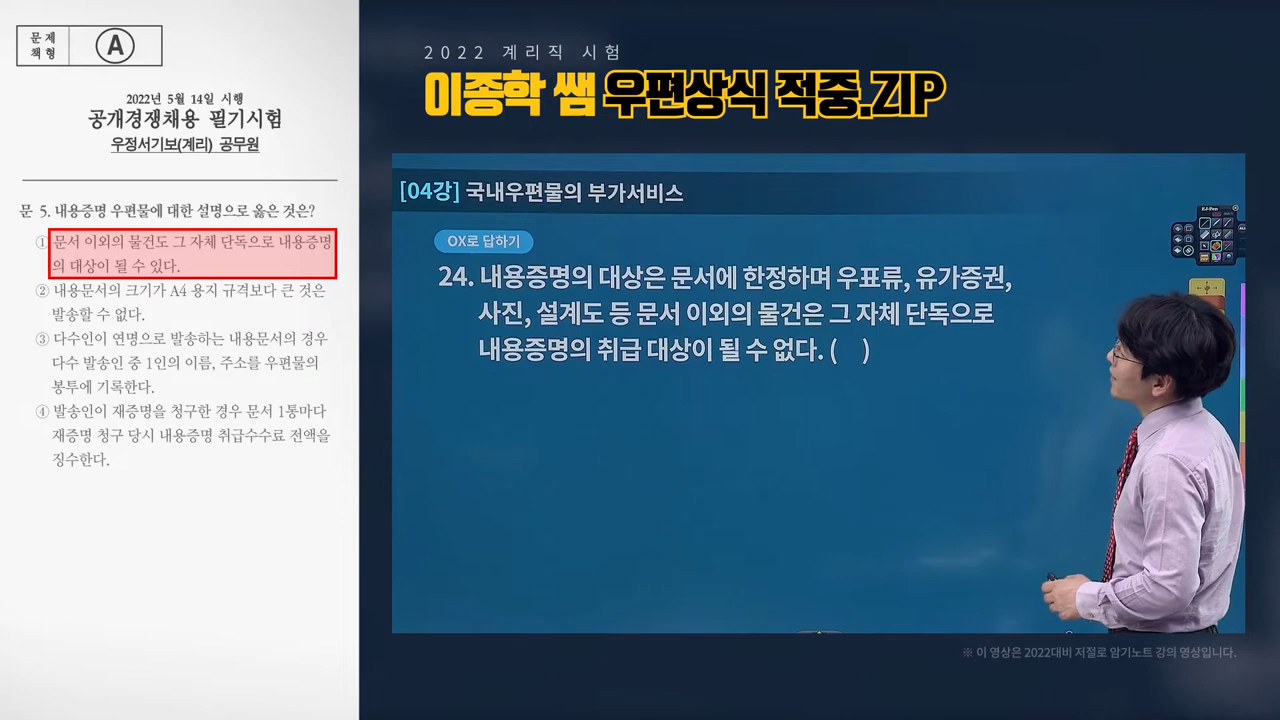 문제
책형
A
2022년 5월 14일 시행
공개경쟁채용 필기시험
우정서기보(계리) 공무원
문 5. 내용증명 우편물에 대한 설명으로 옳은 것은?
① 문서 이외의 물건도 그 자체 단독으로 내용증명
의 대상이 될 수 있다.
② 내용문서의 크기가 A4 용지 규격보다 큰 것은
발송할 수 없다.
③ 다수인이 연명으로 발송하는 내용문서의 경우
다수 발송인 중 1인의 이름, 주소를 우편물의
봉투에 기록한다.
④ 발송인이 재증명을 청구한 경우 문서 1통마다
재증명 청구 당시 내용증명 취급수수료 전액을
징수한다.
2022 계리직 시험
이종학 쌤 우편상식 적중.ZIP
[04강] 국내우편물의 부가서비스
OX로 답하기
24. 내용증명의 대상은 문서에 한정하며 우표류, 유가증권,
사진, 설계도 등 문서 이외의 물건은 그 자체 단독으로
내용증명의 취급 대상이 될 수 없다. ( )
EJ-Pen
※ 이 영상은 2022대비 저절로 암기노트 강의 영상입니다.